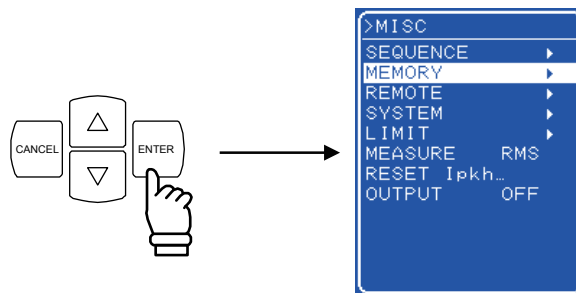 CANCEL
ENTER
>MISC
SEQUENCE
MEMORY
REMOTE
SYSTEM
LIMIT
MEASURE RMS
RESET Ipkh…
OUTPUT OFF